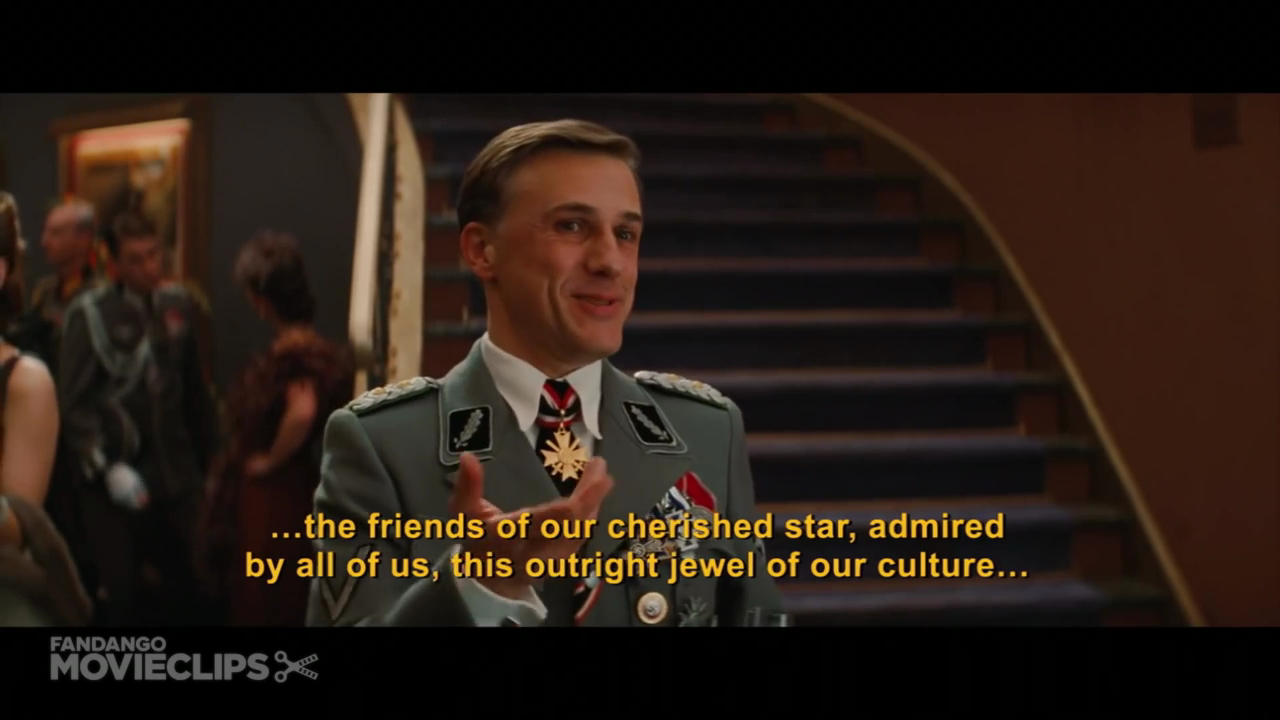 ...the friends of our cherished star, admired
by all of us, this outright jewel of our culture...
FANDANGO
MOVIECLIPS